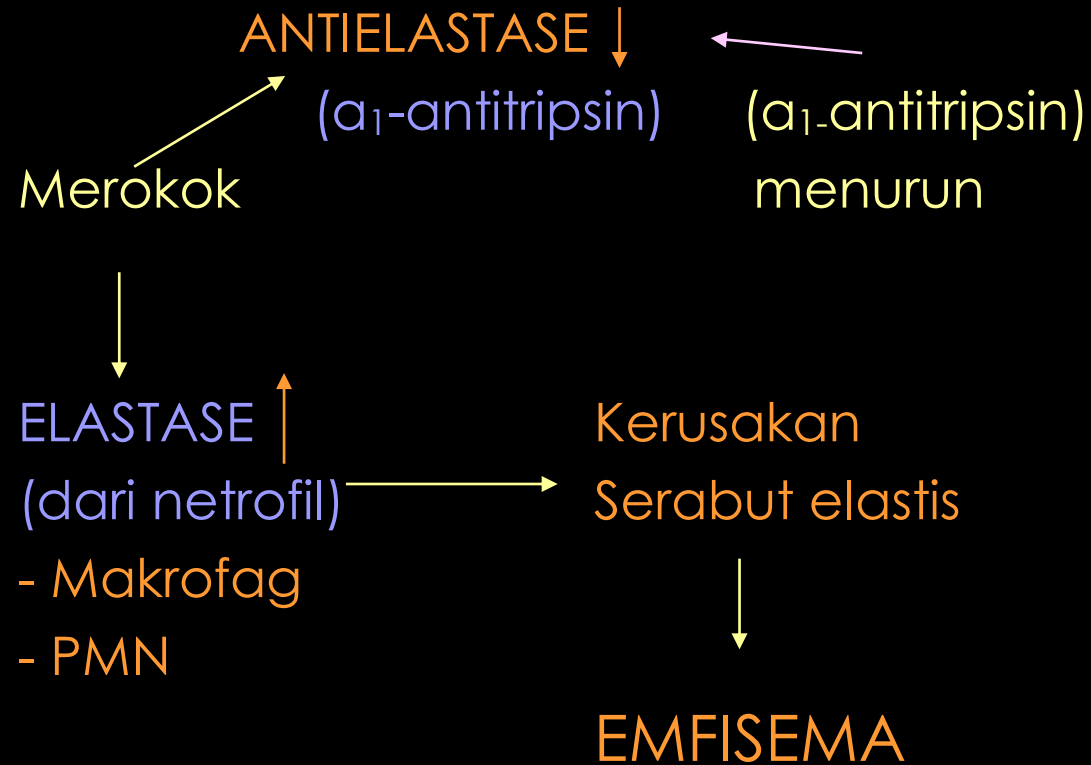 ANTIELASTASE ↓
(a₁-antitripsin) (a₁-antitripsin)
Merokok menurun
ELASTASE ↑ Kerusakan
(dari netrofil) Serabut elastis
- Makrofag
- PMN
EMFISEMA